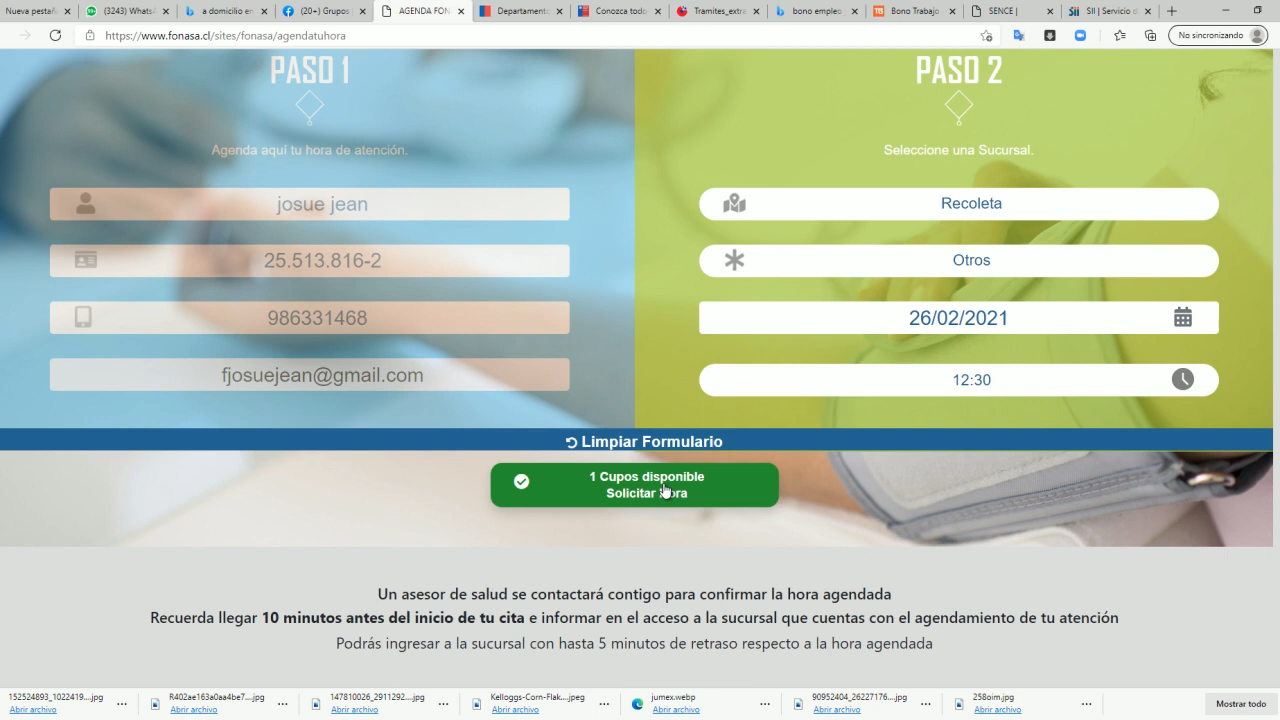 Nueva pestañ
(3243) Whats
a domicilio en
(20+) Grupos
AGENDA FON
Departament
Conozca todo
Tramites_extra
bono empleo
Bono Trabajo
SENCE |
SII | Servicio d
No sincronizando
https://www.fonasa.cl/sites/fonasa/agendatuhora
PASO 1
Agenda aquí tu hora de atención.
josue jean
25.513.816-2
986331468
fjosuejean@gmail.com
PASO 2
Seleccione una Sucursal.
Recoleta
Otros
26/02/2021
12:30
Limpiar Formulario
1 Cupos disponible
Solicitar Hora
Un asesor de salud se contactará contigo para confirmar la hora agendada
Recuerda llegar 10 minutos antes del inicio de tu cita e informar en el acceso a la sucursal que cuentas con el agendamiento de tu atención
Podrás ingresar a la sucursal con hasta 5 minutos de retraso respecto a la hora agendada
152524893_1022419....jpg
Abrir archivo
R402ae163a0aa4be7....jpg
Abrir archivo
147810026_2911292....jpg
Abrir archivo
Kelloggs-Corn-Flak....jpeg
Abrir archivo
jumex.webp
Abrir archivo
90952404_26227176....jpg
Abrir archivo
258oim.jpg
Abrir archivo
Mostrar todo